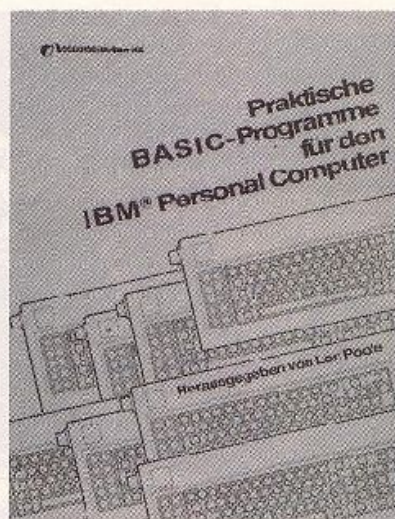 Praktische
BASIC-Programme
für den
IBM® Personal Computer
Herausgegeben von Lon Poole